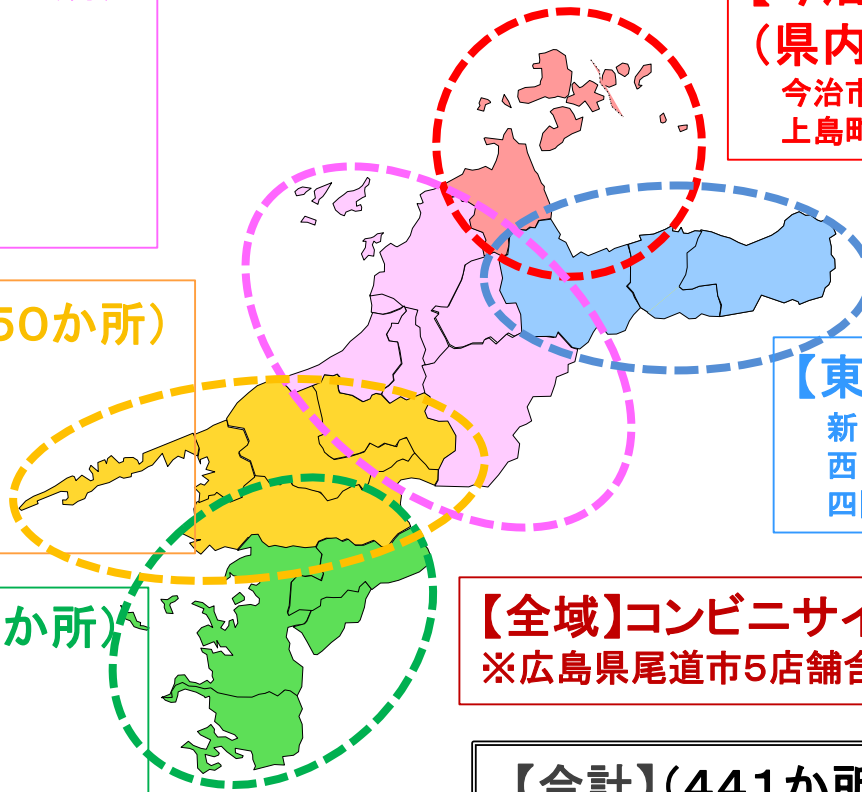 （県内
今治市
上島町
50か所）
【東
新
西
四
か所）
【全域】コンビニサイ
※広島県尾道市5店舗合
【合計】（441か所